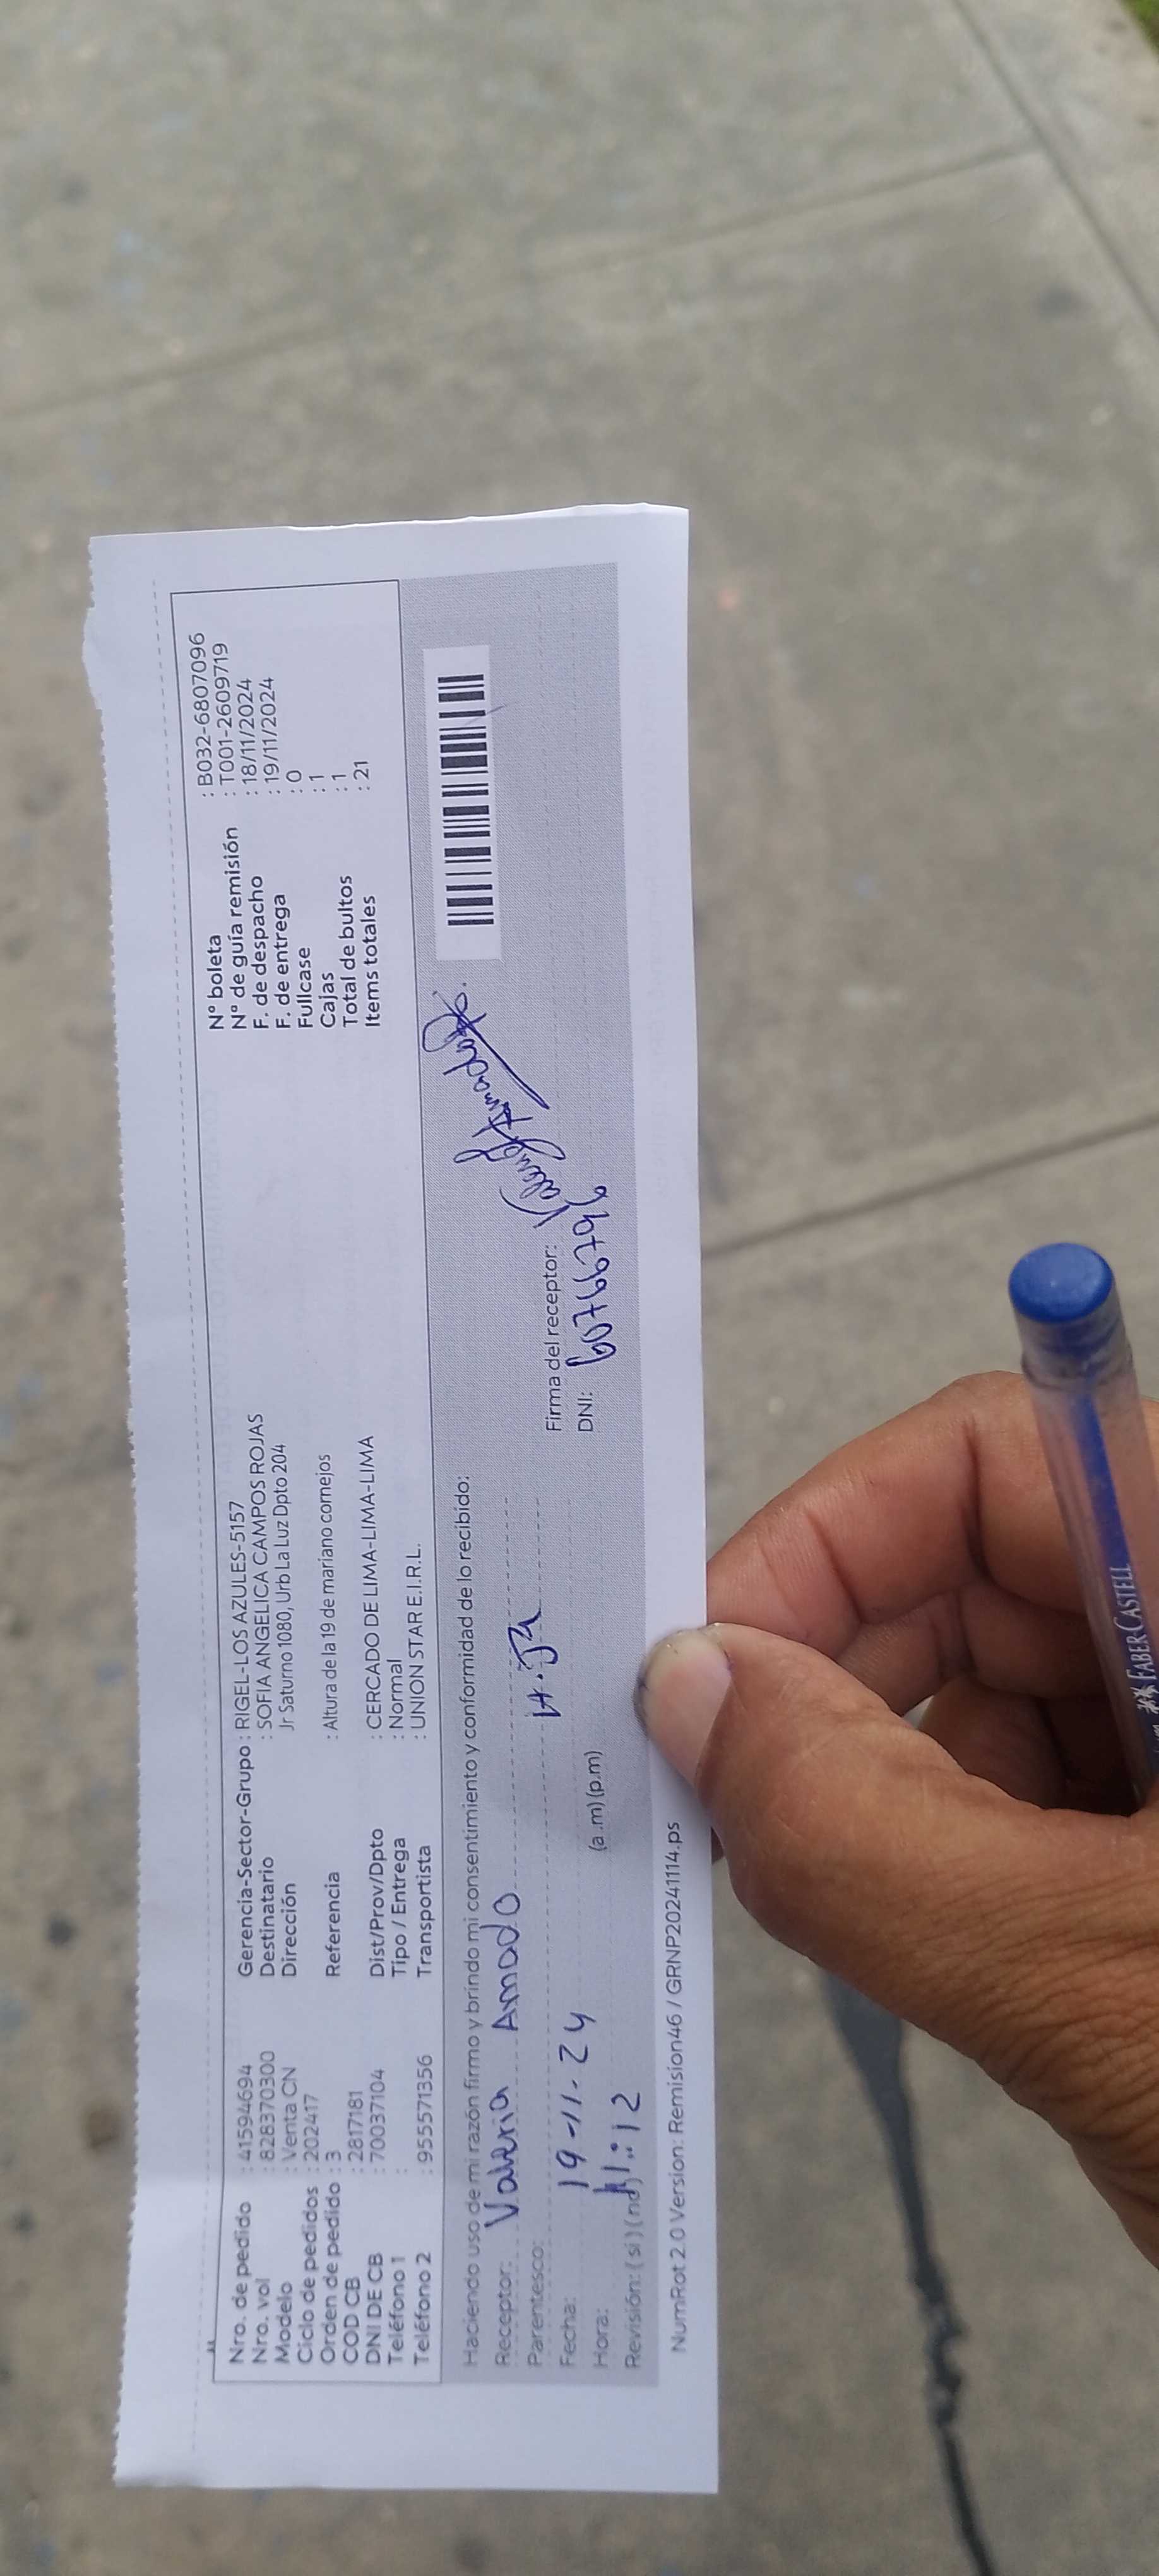 Nro. de pedido : 41594694
Nro. vol : 828370300
Modelo : Venta CN
Ciclo de pedidos : 202417
Orden de pedido : 3
COD CB : 2817181
DNI DE CB : 70037104
Teléfono 1 :
Teléfono 2 : 955571356
Gerencia-Sector-Grupo : RIGEL-LOS AZULES-5157
Destinatario : SOFIA ANGELICA CAMPOS ROJAS
Dirección Jr Saturno 1080, Urb La Luz Dpto 204
Referencia : Altura de la 19 de mariano cornejos
Dist/Prov/Dpto : CERCADO DE LIMA-LIMA-LIMA
Tipo / Entrega : Normal
Transportista : UNION STAR E.I.R.L.
N° boleta : B032-6807096
N° de guía remisión : T001-2609719
F. de despacho : 18/11/2024
F. de entrega : 19/11/2024
Fullcase : 0
Cajas : 1
Total de bultos : 1
Items totales : 21
Haciendo uso de mi razón firmo y brindo mi consentimiento y conformidad de lo recibido:
Receptor: Valeria Amado
Parentesco: HiJa
Fecha: 19-11-24
Hora: 11:12 (a.m) (p.m)
Revisión: (si) (no)
Firma del receptor: Valeria Amado
DNI: 60766796
NumRot 2.0 Version: Remision46 / GRNP20241114.ps
FABER-CASTELL